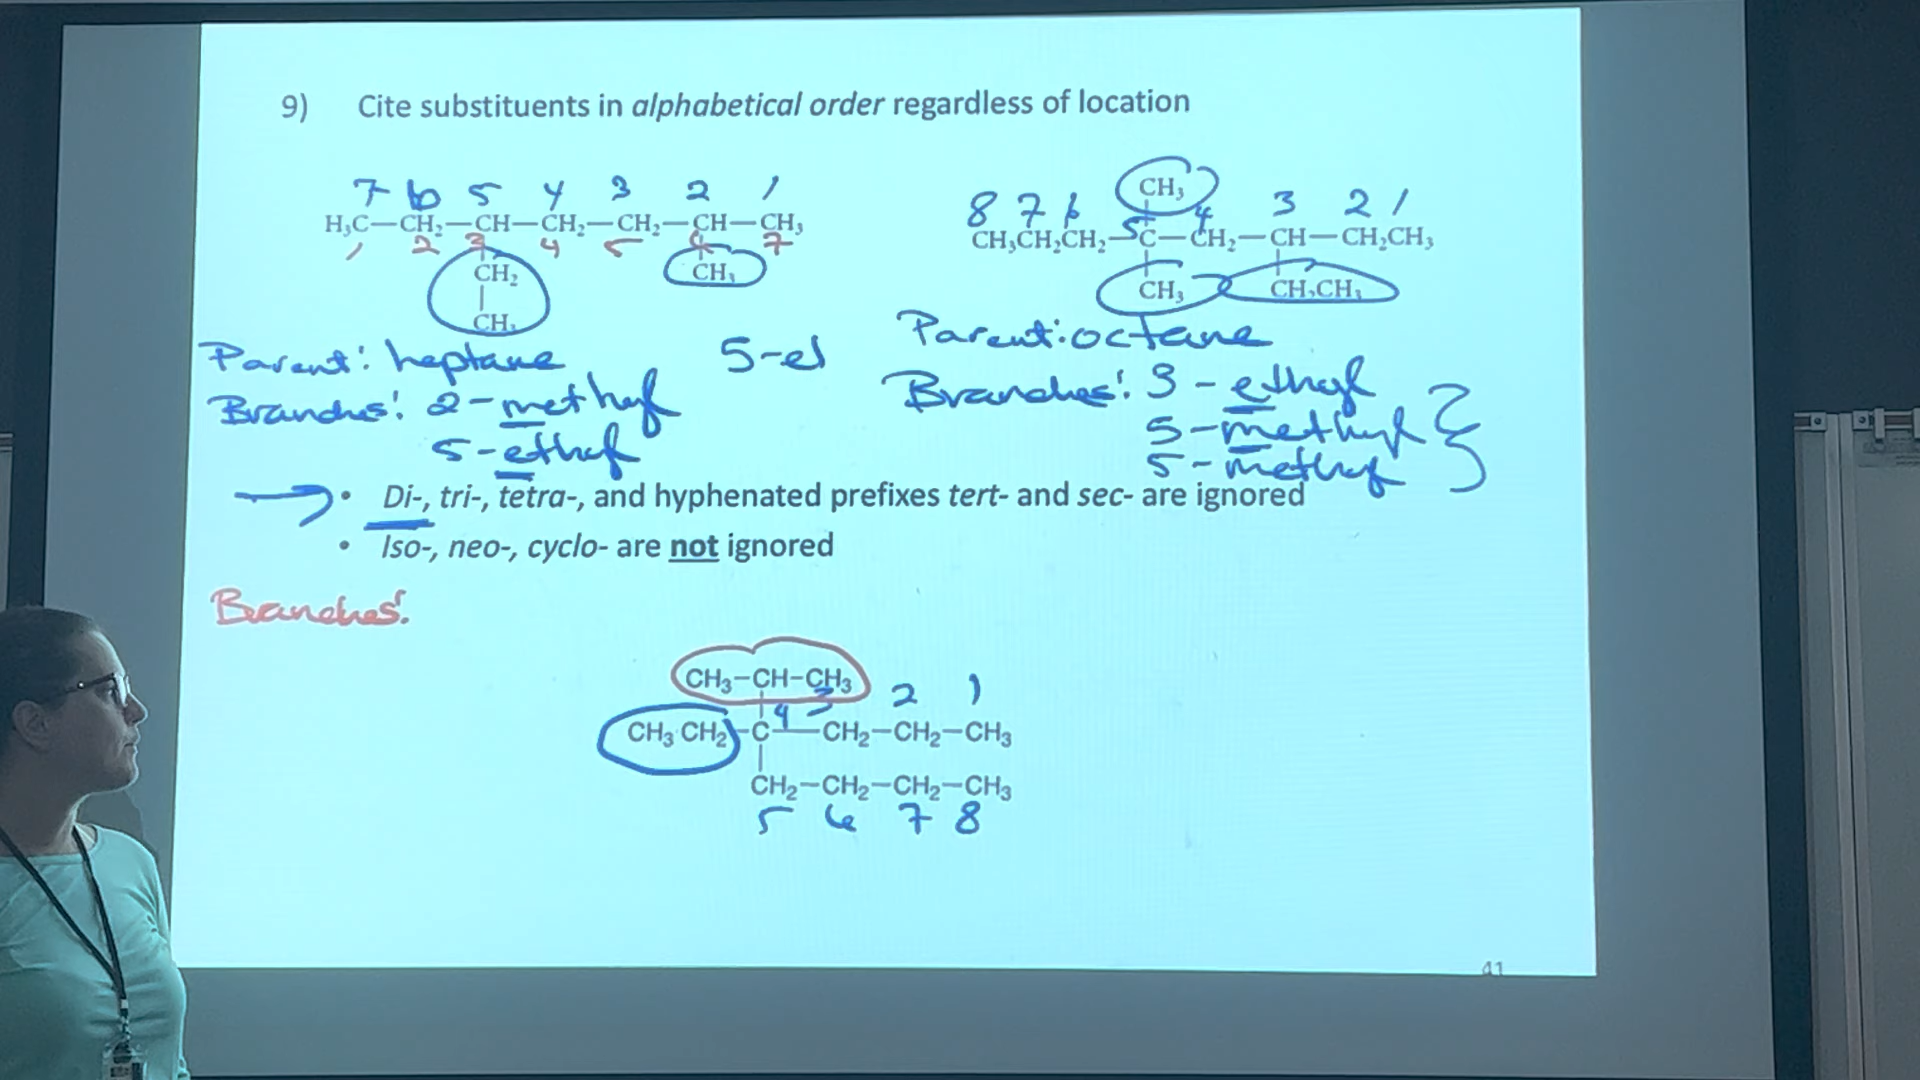 9) Cite substituents in alphabetical order regardless of location
7 6 5 4 3 2 1
H₃C—CH₂—CH—CH₂—CH₂—CH—CH₃
1 2 3 4 5 6 7
CH₂ CH₃
CH₃
CH₃
8 7 6 5 4 3 2 1
CH₃CH₂CH₂—C—CH₂—CH—CH₂CH₃
CH₃ CH₂CH₃
Parent: heptane 5-e
Branches: 2-methyl
5-ethyl
Parent: octane
Branches: 3-ethyl
5-methyl
5-methyl
• Di-, tri-, tetra-, and hyphenated prefixes tert- and sec- are ignored
• Iso-, neo-, cyclo- are not ignored
Branches:
CH₃—CH—CH₃
4 3 2 1
CH₃CH₂—C—CH₂—CH₂—CH₃
CH₂—CH₂—CH₂—CH₃
5 6 7 8
41